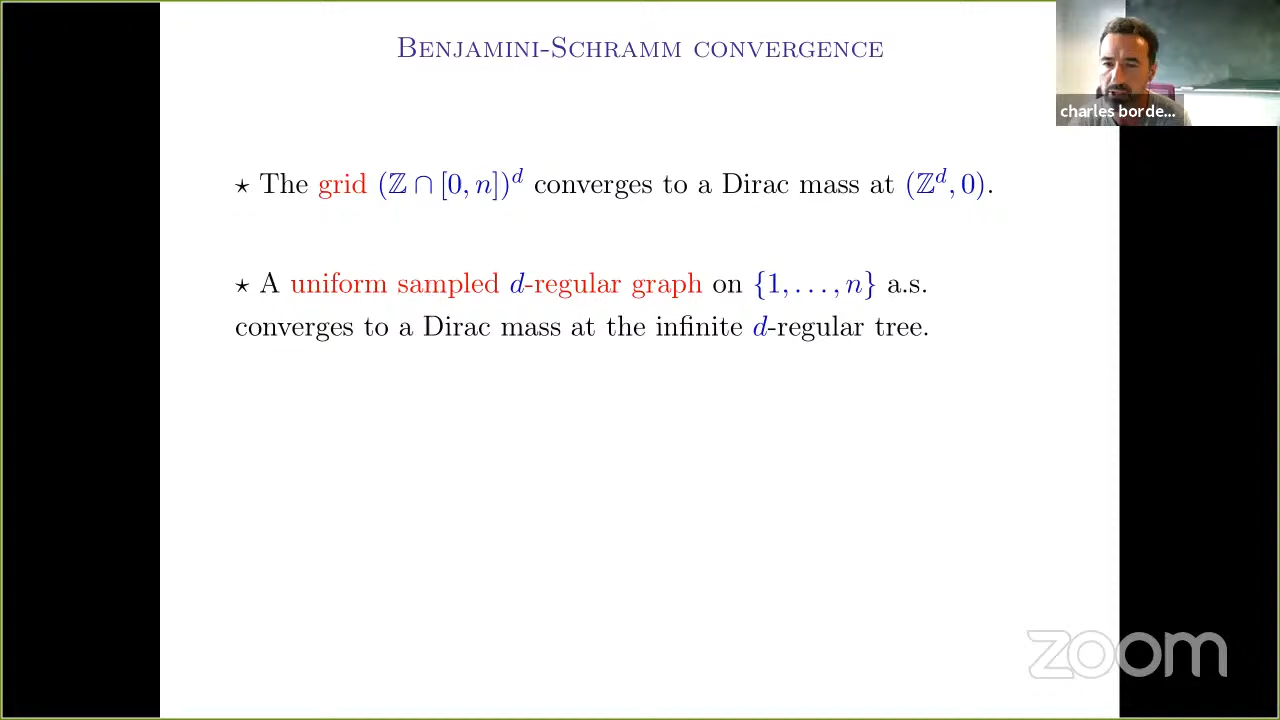 BENJAMINI-SCHRAMM CONVERGENCE
charles borde...
⋆ The grid (ℤ ∩ [0, n])^d converges to a Dirac mass at (ℤ^d, 0).
⋆ A uniform sampled d-regular graph on {1, . . . , n} a.s.
converges to a Dirac mass at the infinite d-regular tree.
zoom